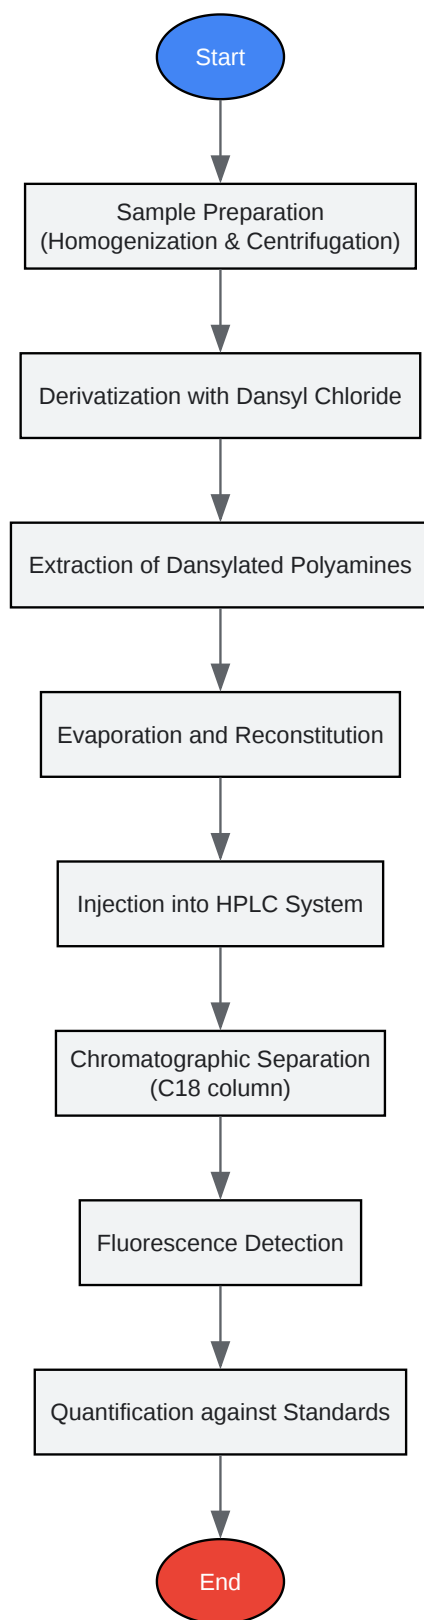 Start
Sample Preparation
(Homogenization & Centrifugation)
Derivatization with Dansyl Chloride
Extraction of Dansylated Polyamines
Evaporation and Reconstitution
Injection into HPLC System
Chromatographic Separation
(C18 column)
Fluorescence Detection
Quantification against Standards
End